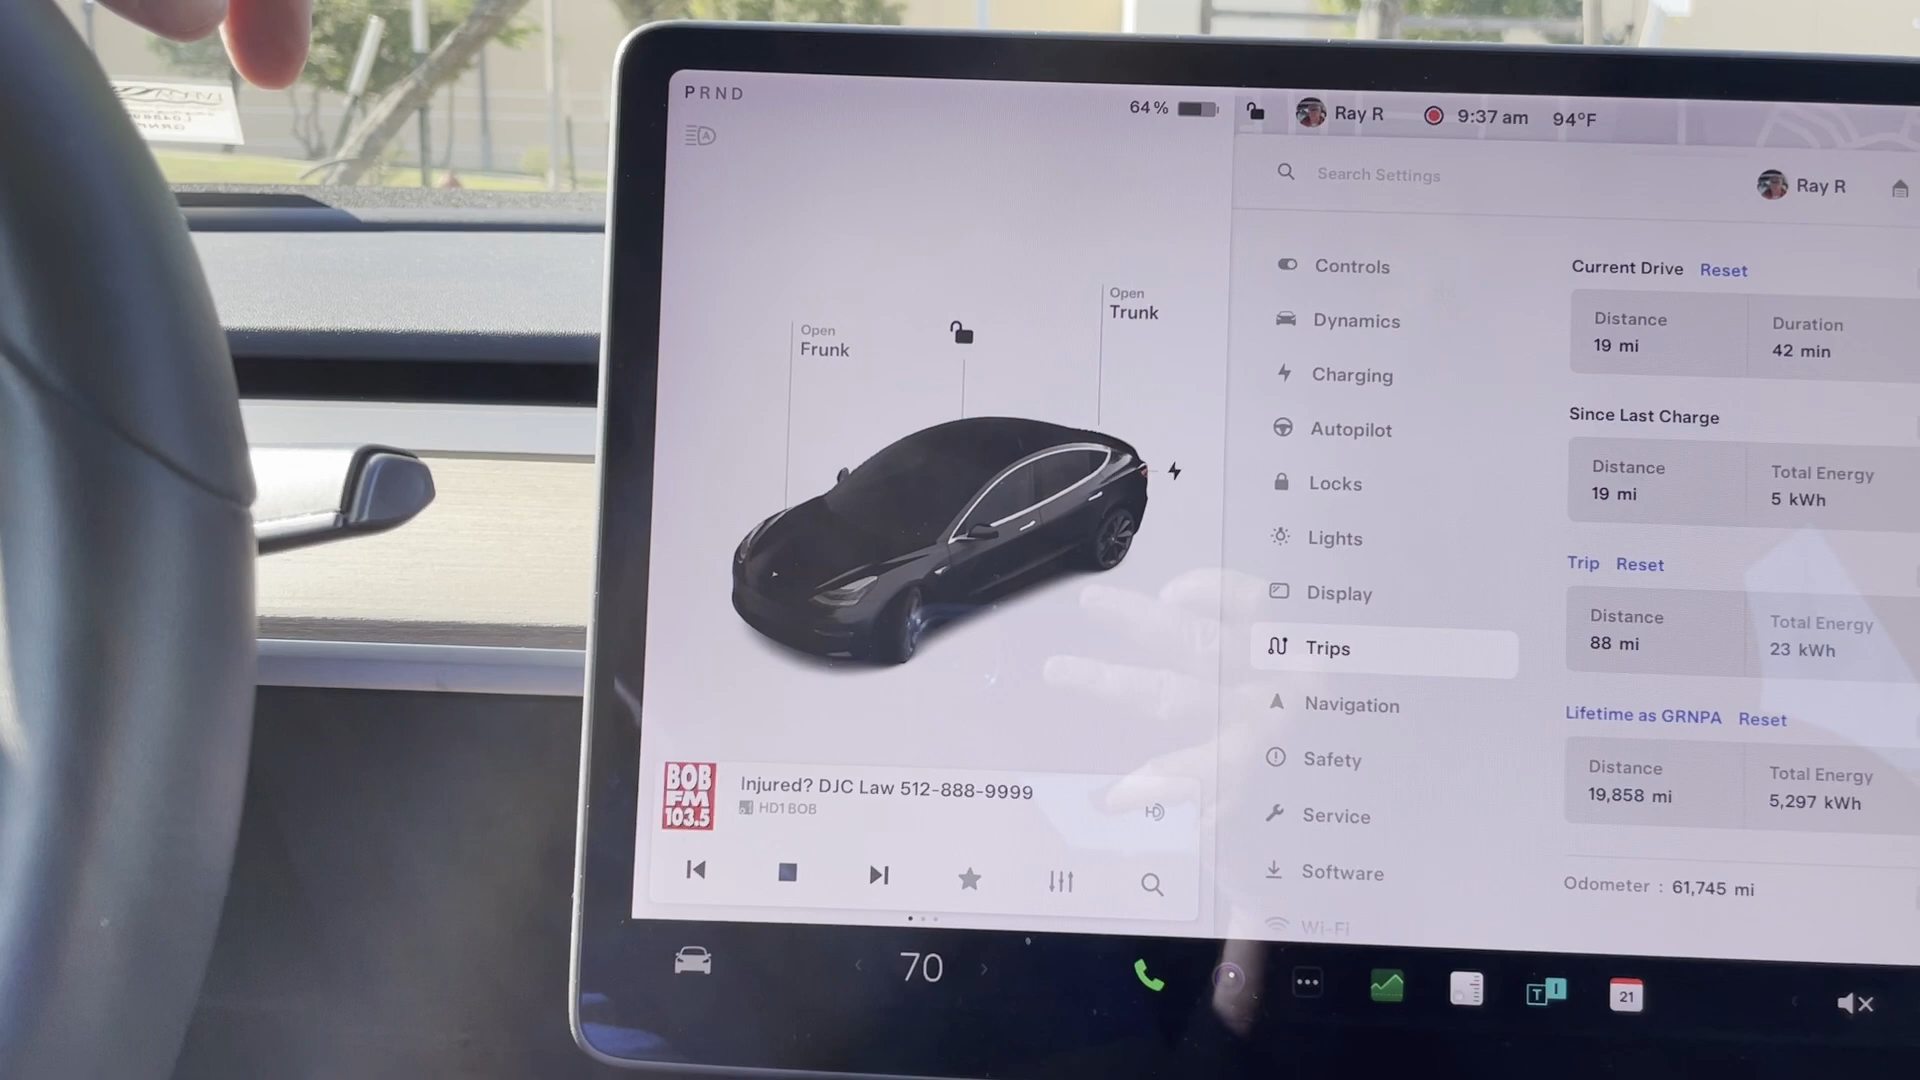 PRND
64 %
Ray R
9:37 am
94°F
Search Settings
Ray R
Open
Frunk
Open
Trunk
Controls
Dynamics
Charging
Autopilot
Locks
Lights
Display
Trips
Navigation
Safety
Service
Software
Wi-Fi
Current Drive Reset
Distance
19 mi
Duration
42 min
Since Last Charge
Distance
19 mi
Total Energy
5 kWh
Trip Reset
Distance
88 mi
Total Energy
23 kWh
Lifetime as GRNPA Reset
Distance
19,858 mi
Total Energy
5,297 kWh
Odometer : 61,745 mi
BOB
FM
103.5
Injured? DJC Law 512-888-9999
HD1 BOB
HD
70
T I
21